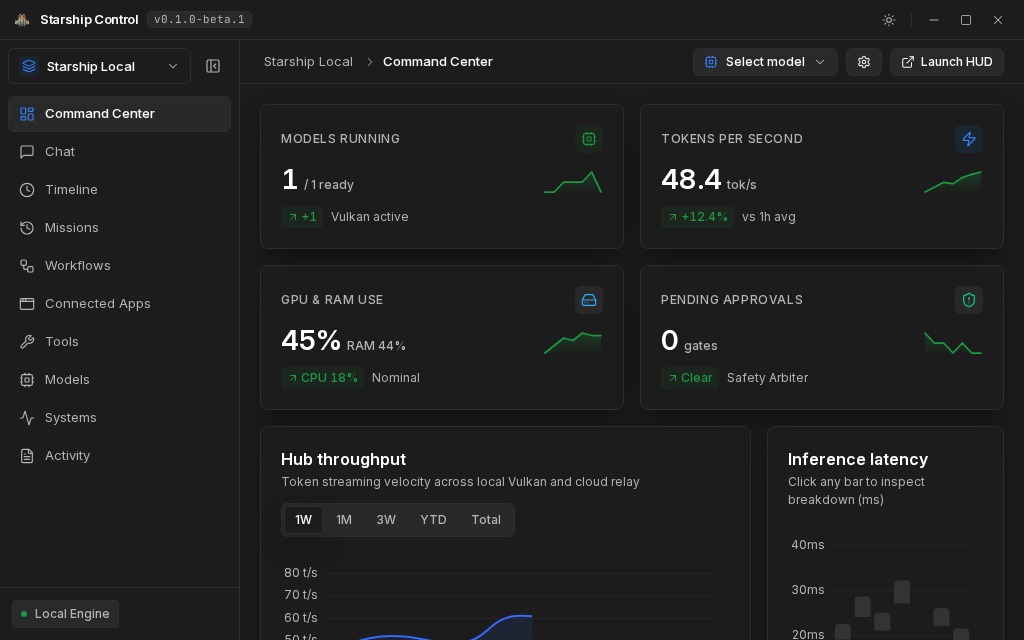 Starship Control v0.1.0-beta.1
Starship Local
Starship Local > Command Center
Select model
Launch HUD
Command Center
Chat
Timeline
Missions
Workflows
Connected Apps
Tools
Models
Systems
Activity
Local Engine
MODELS RUNNING
1 / 1 ready
+1 Vulkan active
TOKENS PER SECOND
48.4 tok/s
+12.4% vs 1h avg
GPU & RAM USE
45% RAM 44%
CPU 18% Nominal
PENDING APPROVALS
0 gates
Clear Safety Arbiter
Hub throughput
Token streaming velocity across local Vulkan and cloud relay
1W 1M 3W YTD Total
80 t/s
70 t/s
60 t/s
50 t/s
Inference latency
Click any bar to inspect
breakdown (ms)
40ms
30ms
20ms